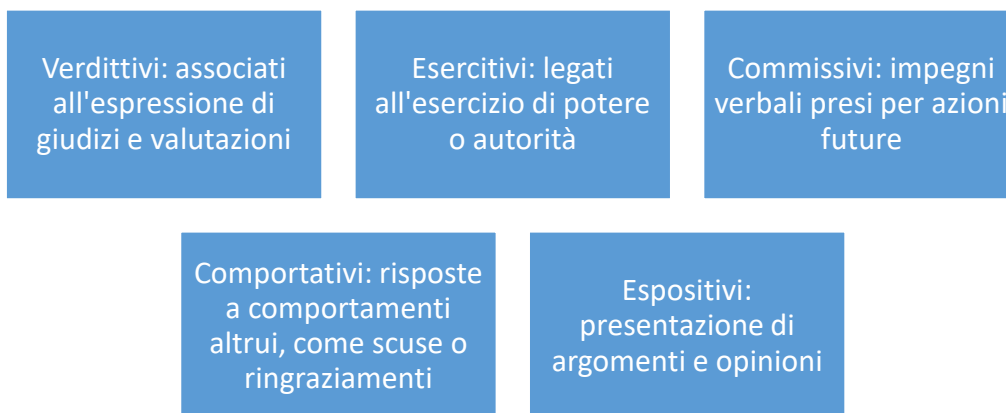 Verdittivi: associati
all'espressione di
giudizi e valutazioni
Esercitivi: legati
all'esercizio di potere
o autorità
Commissivi: impegni
verbali presi per azioni
future
Comportativi: risposte
a comportamenti
altrui, come scuse o
ringraziamenti
Espositivi:
presentazione di
argomenti e opinioni